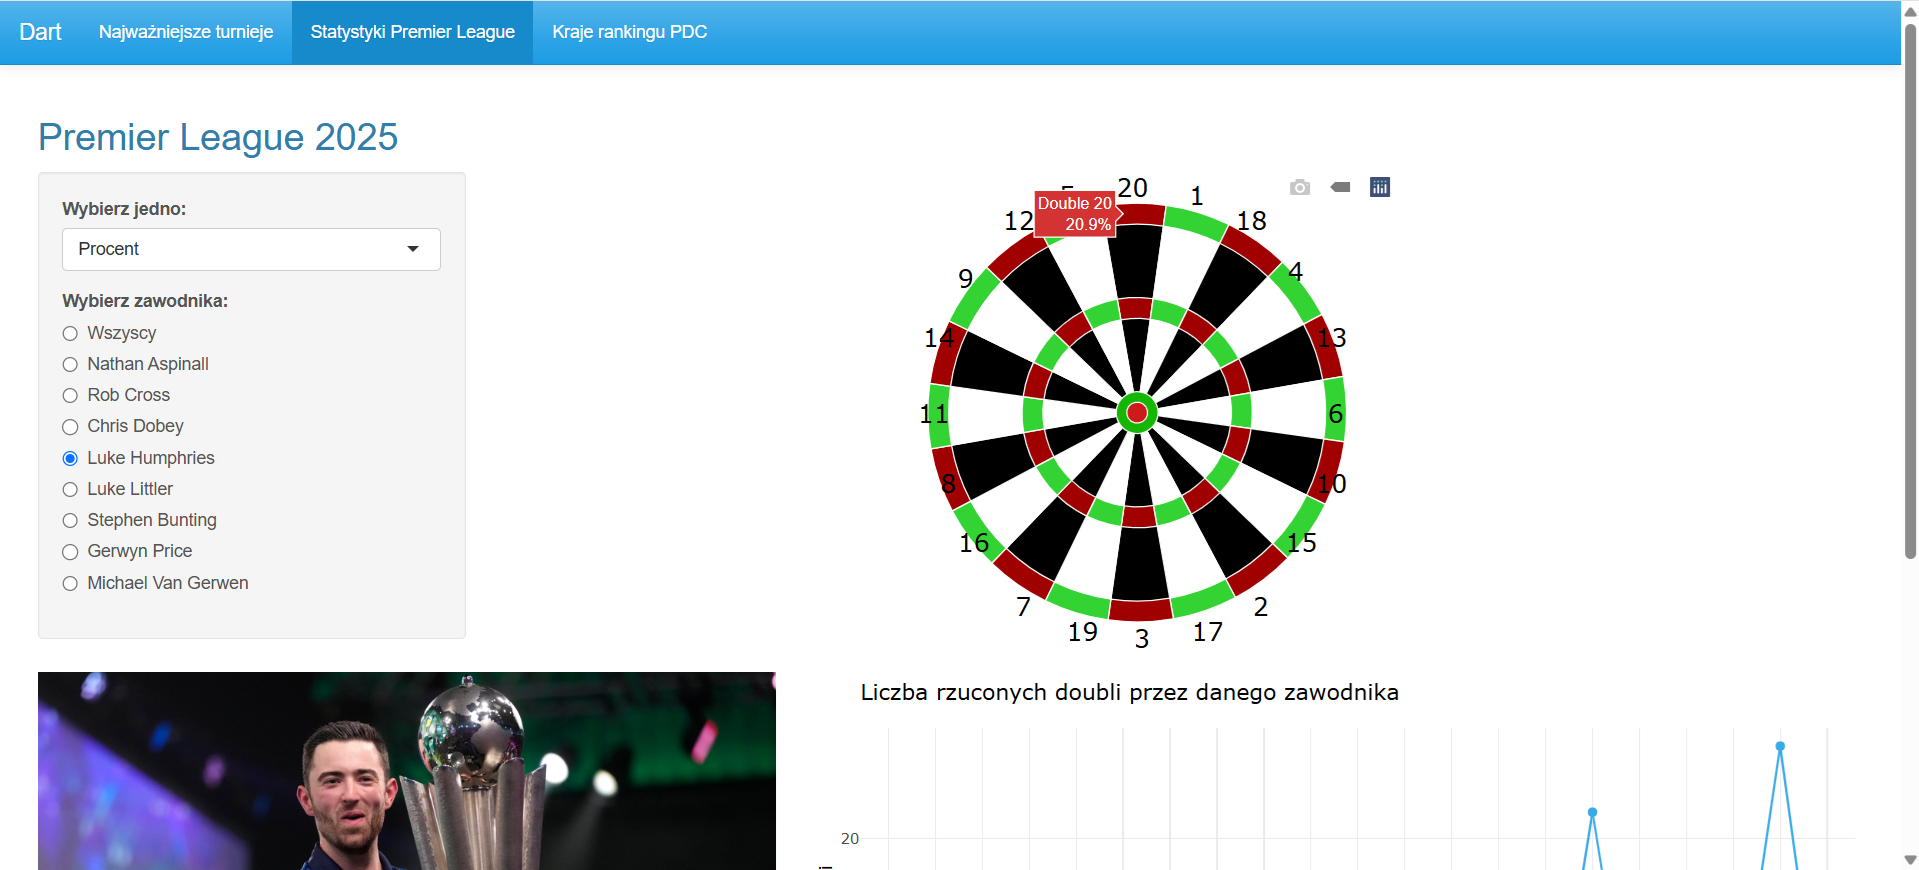 Dart
Najważniejsze turnieje
Statystyki Premier League
Kraje rankingu PDC
Premier League 2025
Wybierz jedno:
Procent
Wybierz zawodnika:
Wszyscy
Nathan Aspinall
Rob Cross
Chris Dobey
Luke Humphries
Luke Littler
Stephen Bunting
Gerwyn Price
Michael Van Gerwen
Double 20
20.9%
20
1
18
4
13
6
10
15
2
17
3
19
7
16
8
11
14
9
12
Liczba rzuconych doubli przez danego zawodnika
20